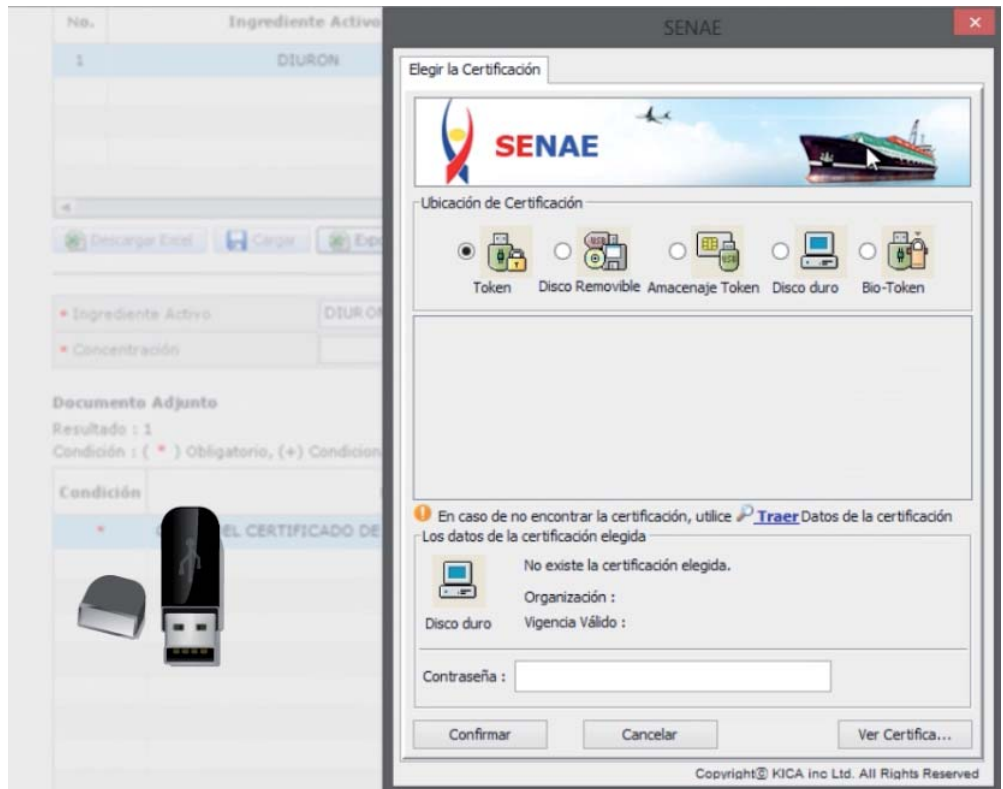 No. Ingrediente Activo
1 DIURON
Descargar Excel Cargar
* Ingrediente Activo DIURON
* Concentración
Documento Adjunto
Resultado : 1
Condición : ( * ) Obligatorio, (+) Condicion
Condición
* EL CERTIFICADO DE
SENAE
Elegir la Certificación
SENAE
Ubicación de Certificación
USB
USB
Token Disco Removible Amacenaje Token Disco duro Bio-Token
En caso de no encontrar la certificación, utilice Traer Datos de la certificación
Los datos de la certificación elegida
No existe la certificación elegida.
Organización :
Disco duro Vigencia Válido :
Contraseña :
Confirmar Cancelar Ver Certifica...
Copyright© KICA inc Ltd. All Rights Reserved